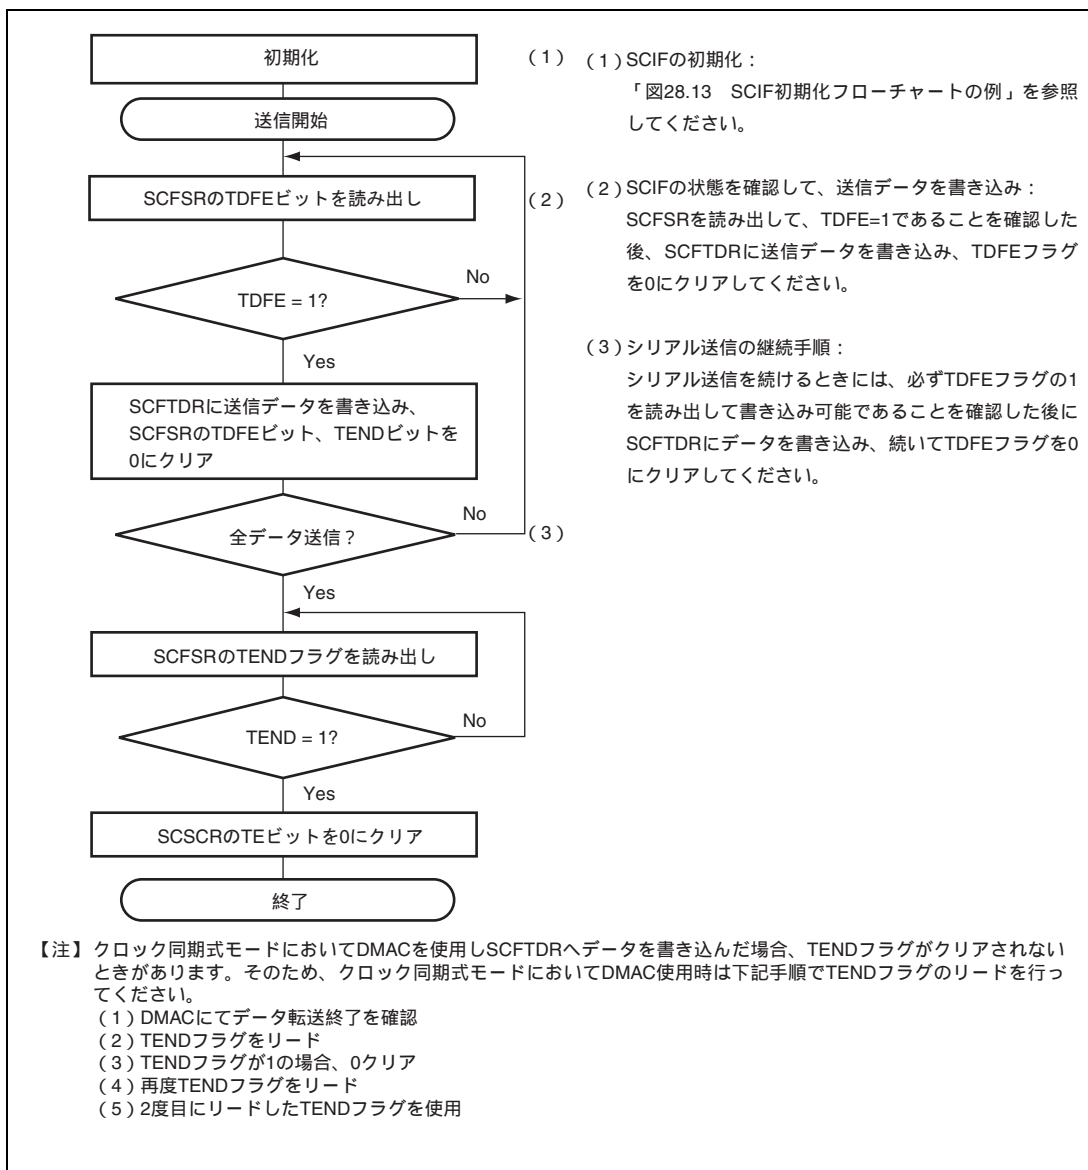 初期化
(1)
送信開始
SCFSRのTDFEビットを読み出し
(2)
TDFE = 1?
No
Yes
SCFTDRに送信データを書き込み、
SCFSRのTDFEビット、TENDビットを
0にクリア
全データ送信？
No
(3)
Yes
SCFSRのTENDフラグを読み出し
TEND = 1?
No
Yes
SCSCRのTEビットを0にクリア
終了
(1)SCIFの初期化：
「図28.13　SCIF初期化フローチャートの例」を参照
してください。
(2)SCIFの状態を確認して、送信データを書き込み：
SCFSRを読み出して、TDFE=1であることを確認した
後、SCFTDRに送信データを書き込み、TDFEフラグ
を0にクリアしてください。
(3)シリアル送信の継続手順：
シリアル送信を続けるときには、必ずTDFEフラグの1
を読み出して書き込み可能であることを確認した後に
SCFTDRにデータを書き込み、続いてTDFEフラグを0
にクリアしてください。
【注】クロック同期式モードにおいてDMACを使用しSCFTDRへデータを書き込んだ場合、TENDフラグがクリアされない
ときがあります。そのため、クロック同期式モードにおいてDMAC使用時は下記手順でTENDフラグのリードを行っ
てください。
(1)DMACにてデータ転送終了を確認
(2)TENDフラグをリード
(3)TENDフラグが1の場合、0クリア
(4)再度TENDフラグをリード
(5)2度目にリードしたTENDフラグを使用